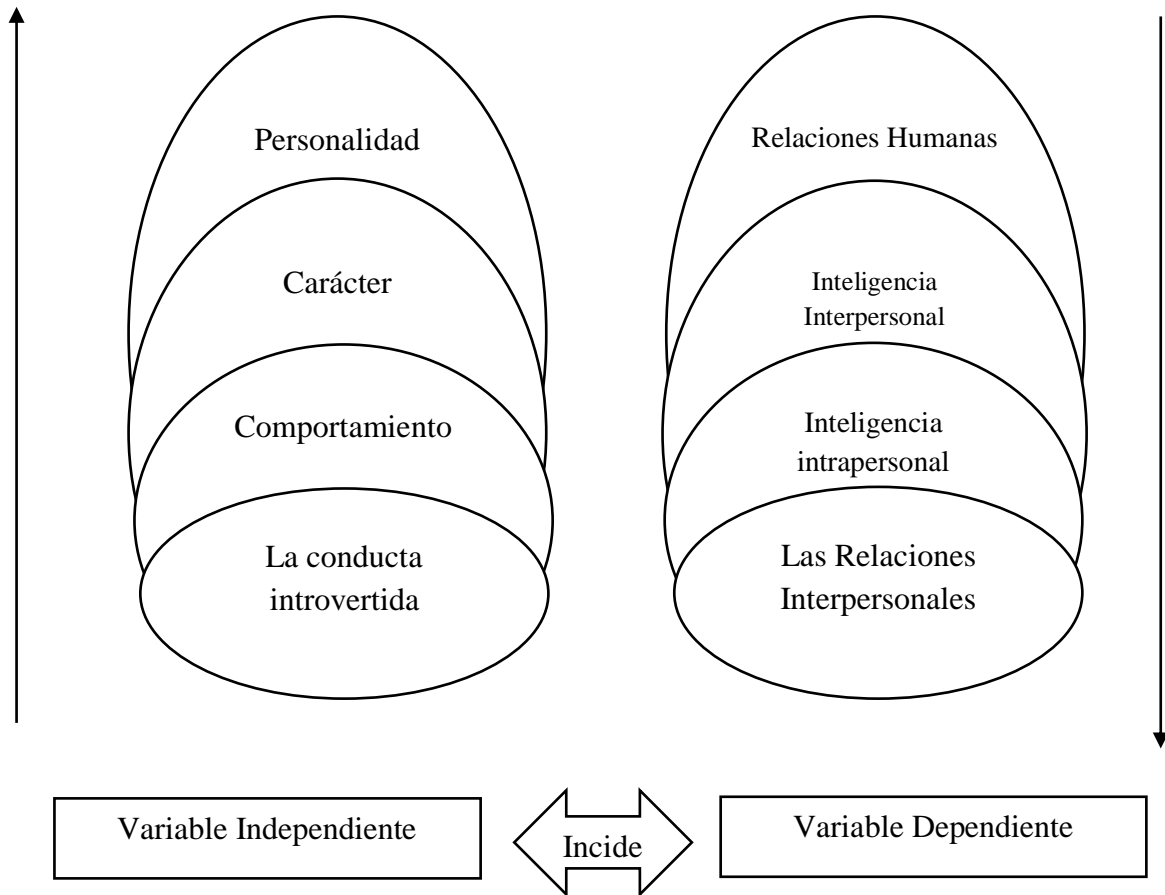 Personalidad
Carácter
Comportamiento
La conducta
introvertida
Relaciones Humanas
Inteligencia
Interpersonal
Inteligencia
intrapersonal
Las Relaciones
Interpersonales
Variable Independiente
Incide
Variable Dependiente